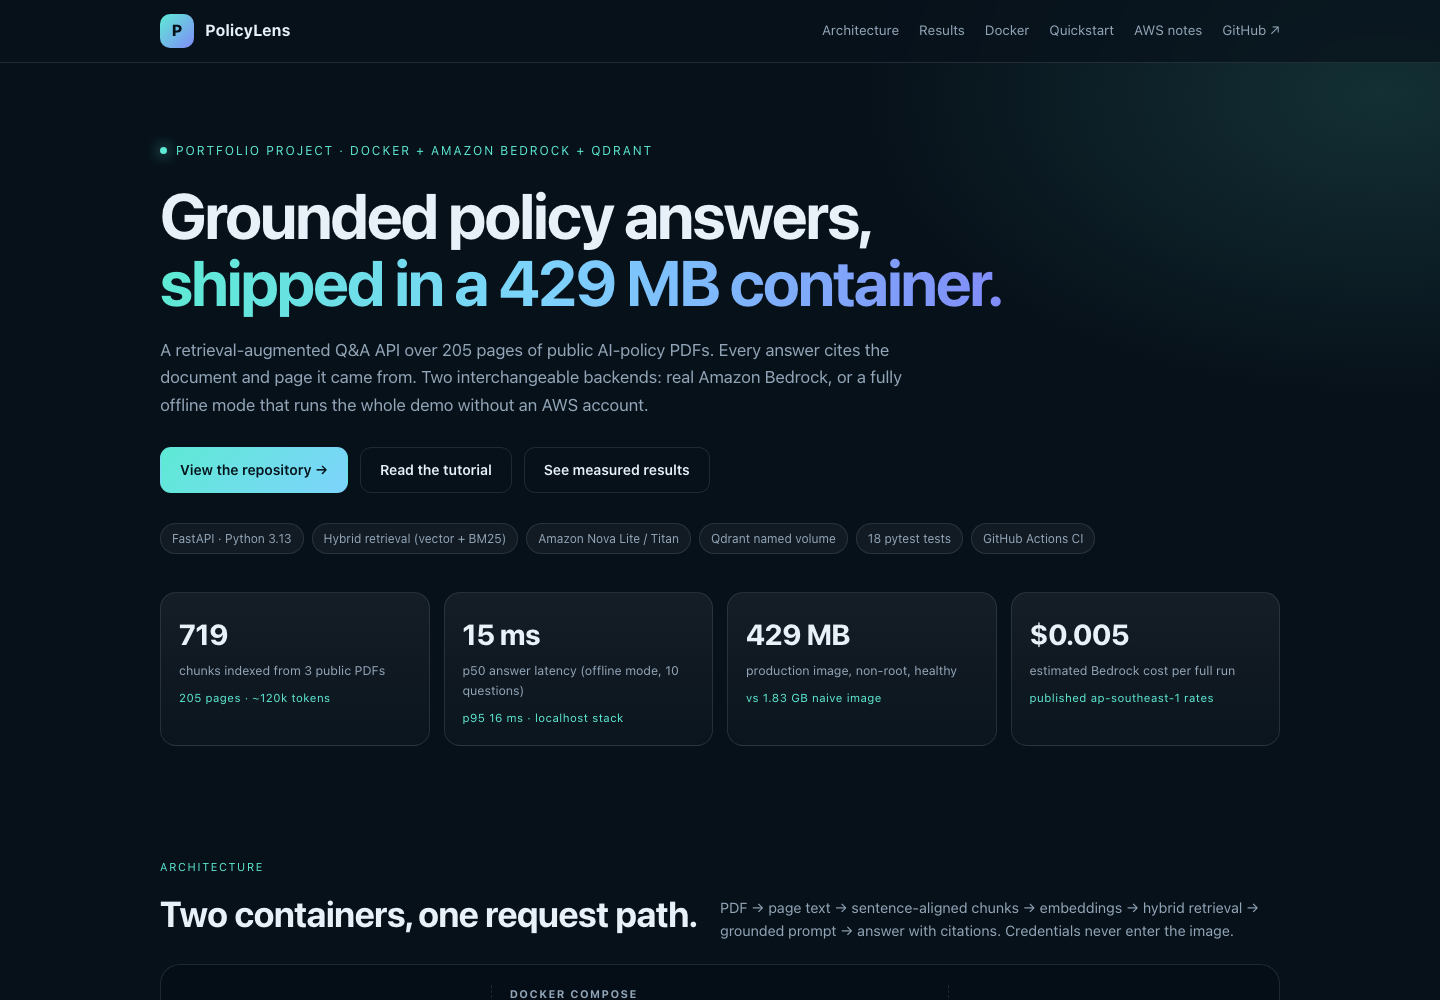 P PolicyLens
Architecture Results Docker Quickstart AWS notes GitHub ↗
PORTFOLIO PROJECT · DOCKER + AMAZON BEDROCK + QDRANT
Grounded policy answers,
shipped in a 429 MB container.
A retrieval-augmented Q&A API over 205 pages of public AI-policy PDFs. Every answer cites the
document and page it came from. Two interchangeable backends: real Amazon Bedrock, or a fully
offline mode that runs the whole demo without an AWS account.
View the repository → Read the tutorial See measured results
FastAPI · Python 3.13 Hybrid retrieval (vector + BM25) Amazon Nova Lite / Titan Qdrant named volume 18 pytest tests GitHub Actions CI
719
chunks indexed from 3 public PDFs
205 pages · ~120k tokens
15 ms
p50 answer latency (offline mode, 10
questions)
p95 16 ms · localhost stack
429 MB
production image, non-root, healthy
vs 1.83 GB naive image
$0.005
estimated Bedrock cost per full run
published ap-southeast-1 rates
ARCHITECTURE
Two containers, one request path.
PDF → page text → sentence-aligned chunks → embeddings → hybrid retrieval →
grounded prompt → answer with citations. Credentials never enter the image.
DOCKER COMPOSE